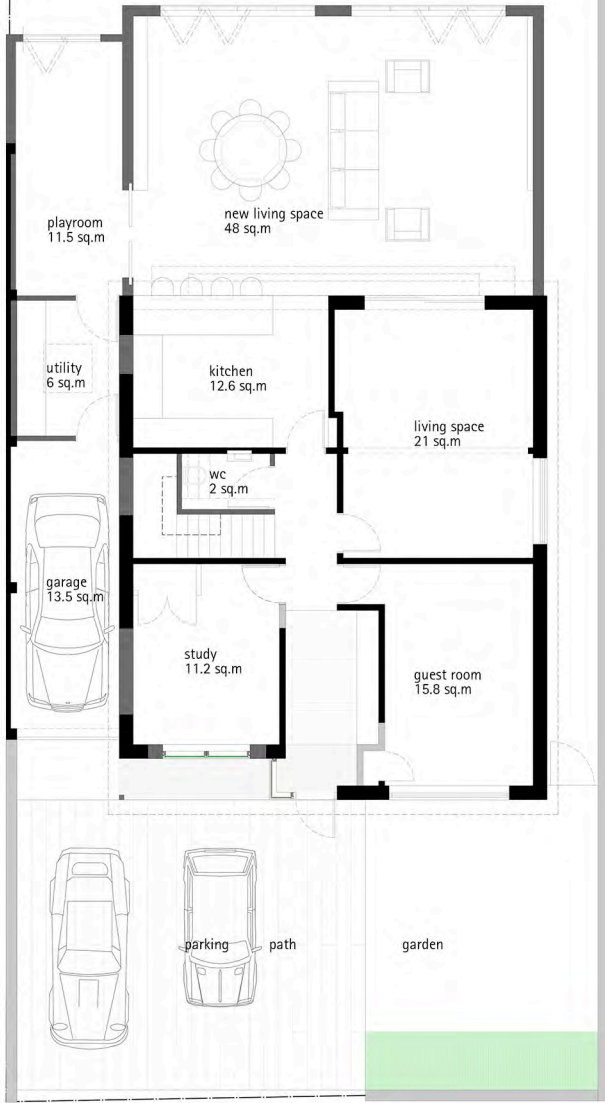 playroom
11.5 sq.m
new living space
48 sq.m
utility
6 sq.m
kitchen
12.6 sq.m
living space
21 sq.m
wc
2 sq.m
garage
13.5 sq.m
study
11.2 sq.m
guest room
15.8 sq.m
parking
path
garden